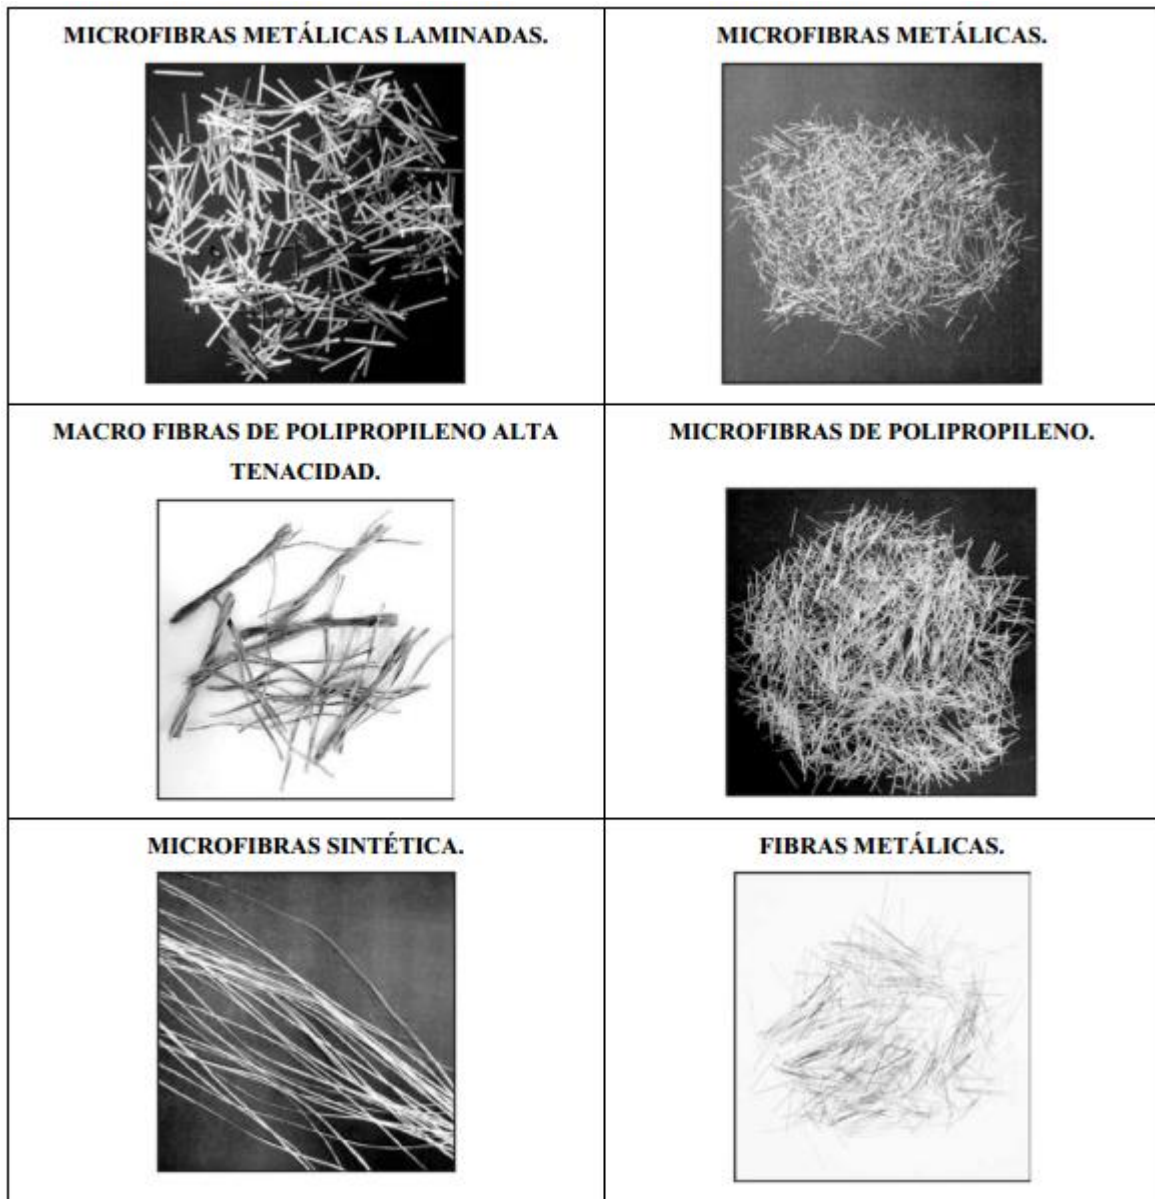 MICROFIBRAS METÁLICAS LAMINADAS.
MICROFIBRAS METÁLICAS.
MACRO FIBRAS DE POLIPROPILENO ALTA
TENACIDAD.
MICROFIBRAS DE POLIPROPILENO.
MICROFIBRAS SINTÉTICA.
FIBRAS METÁLICAS.